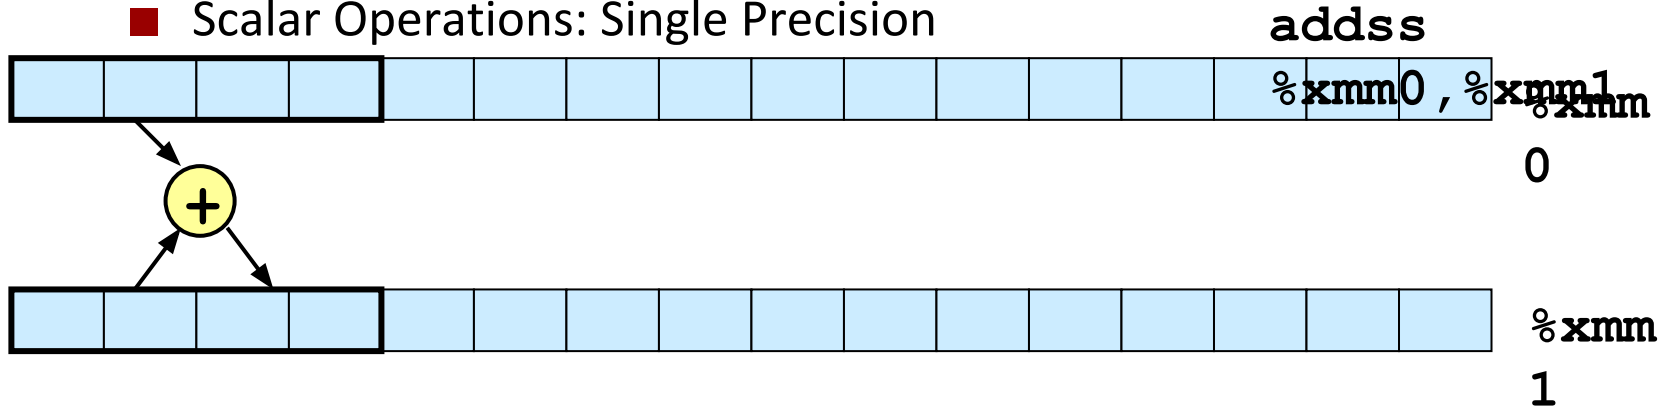 Scalar Operations: Single Precision
addss
%xmm0,%xmm1
%xmm
0
+
%xmm
1